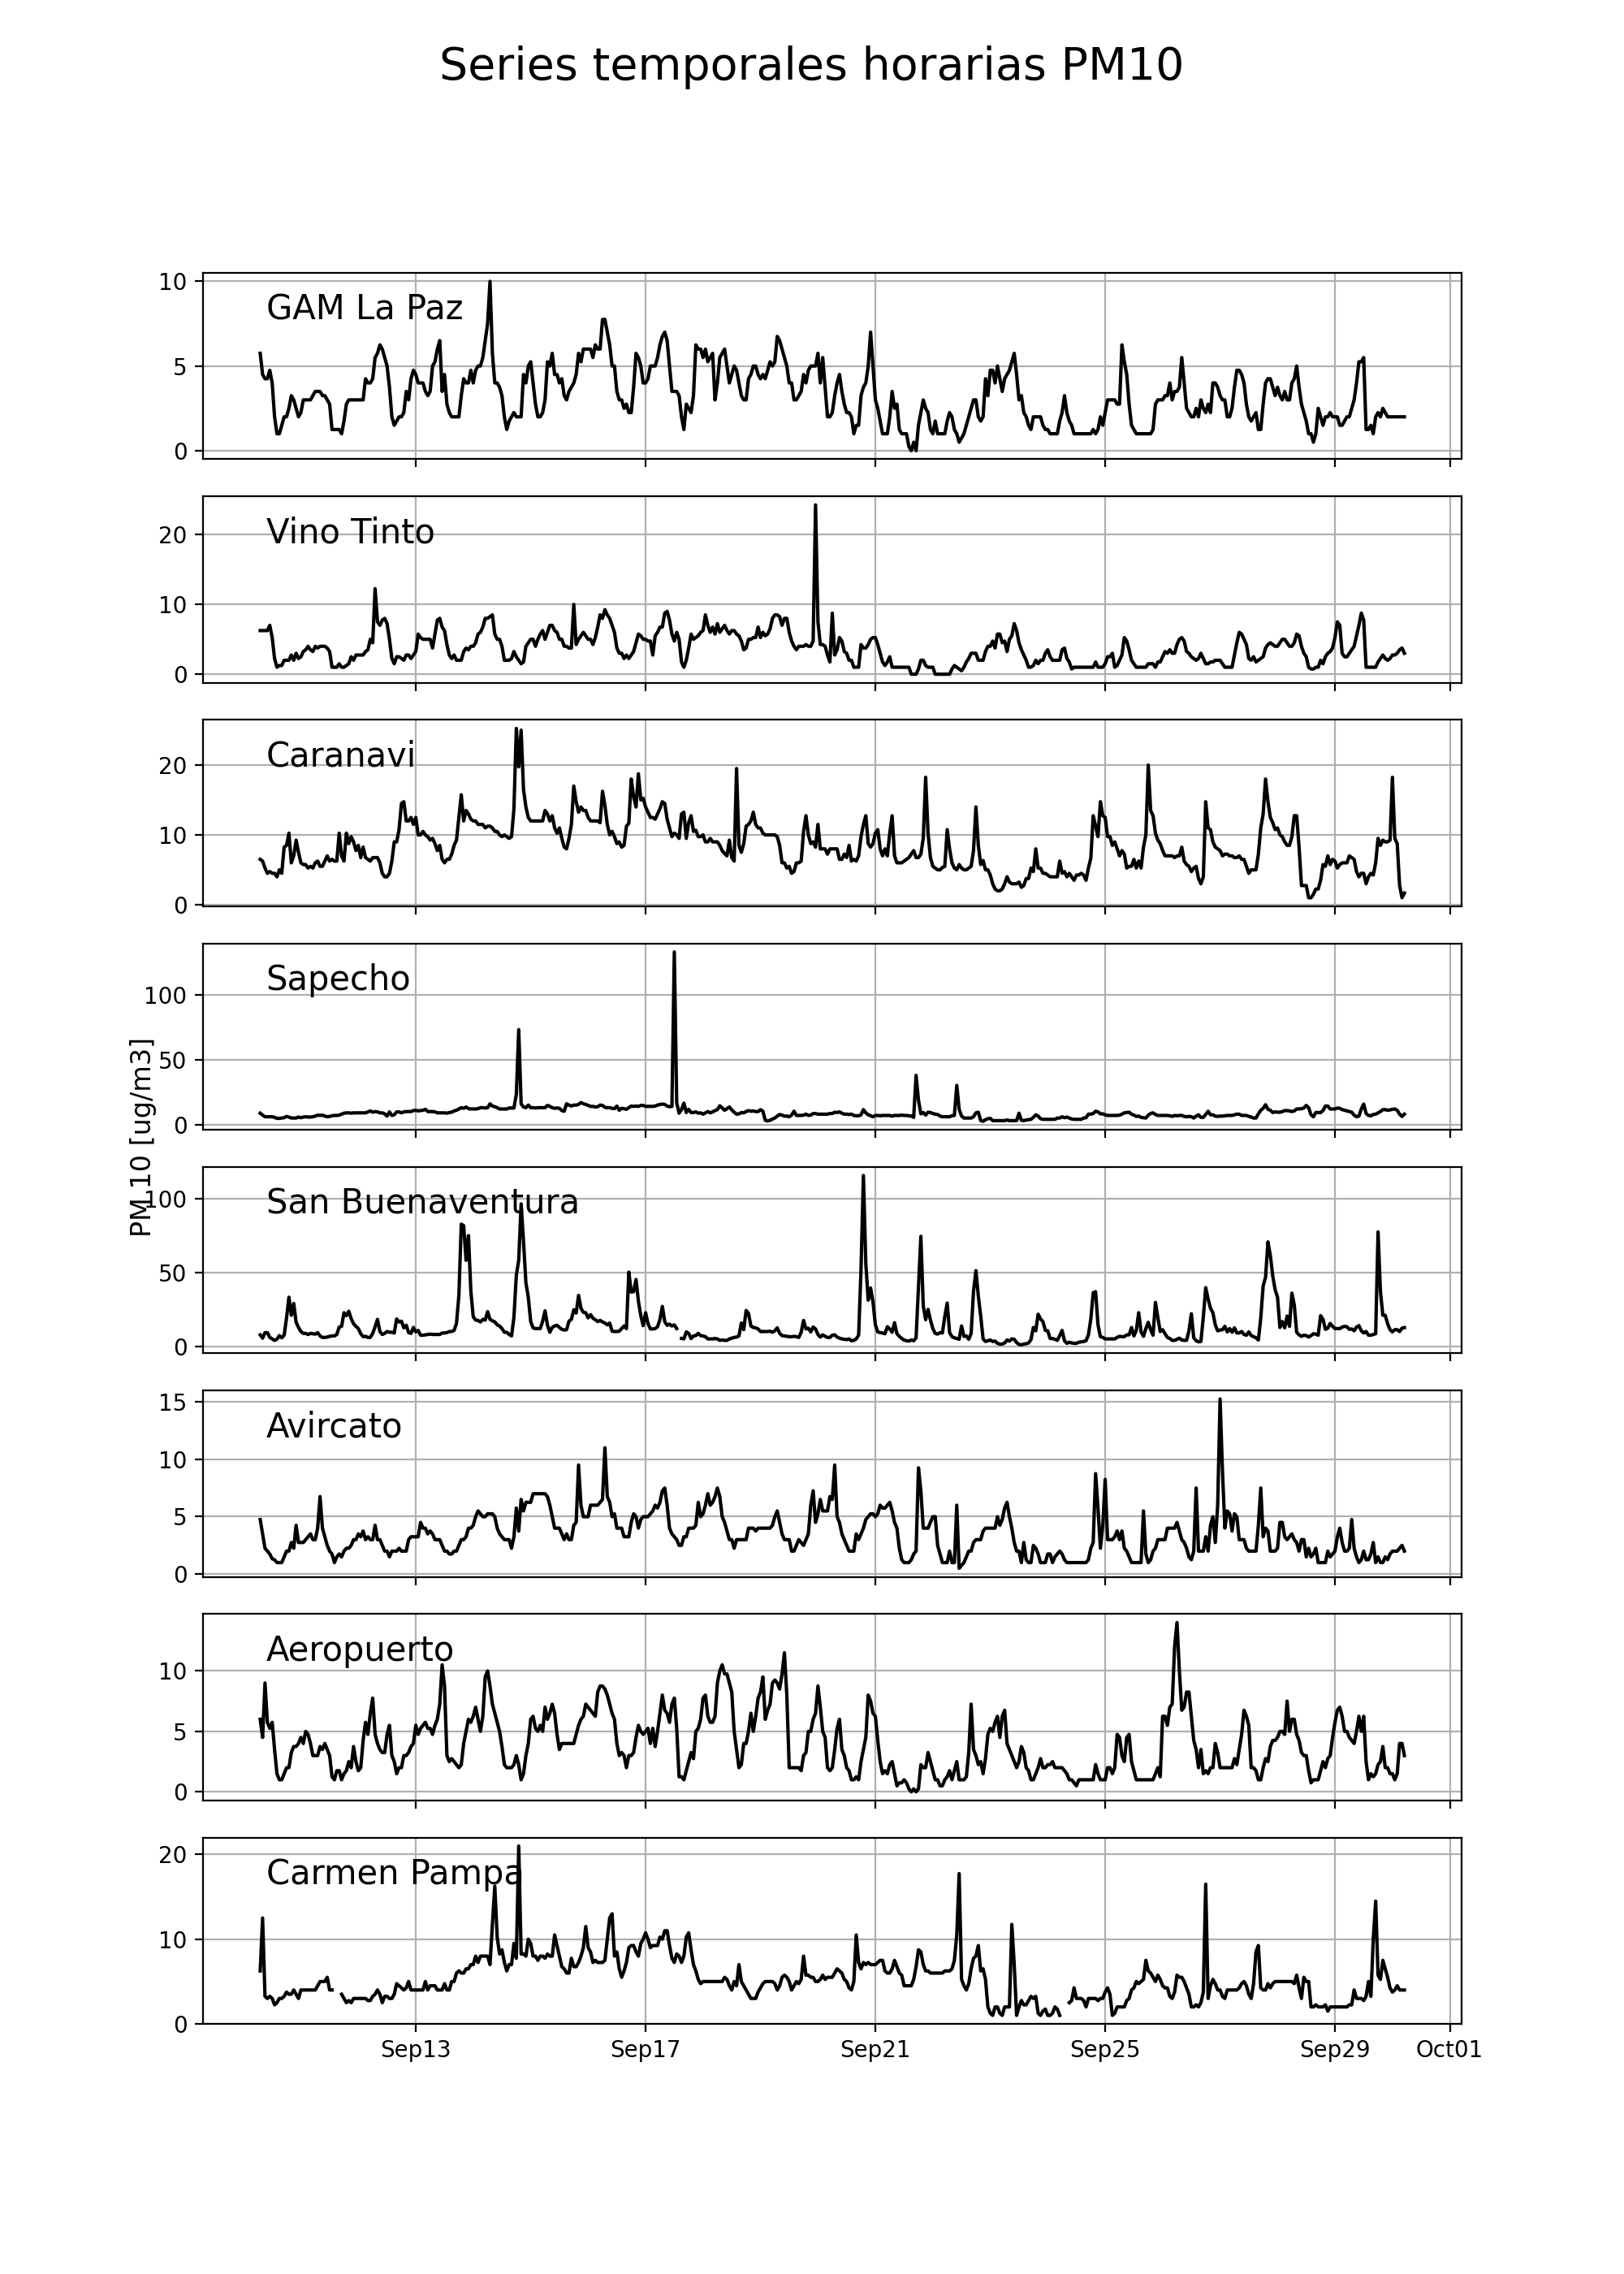 Series temporales horarias PM10
10
5
0
GAM La Paz
20
10
0
Vino Tinto
20
10
0
Caranavi
100
50
0
Sapecho
PM 10 [ug/m3]
100
50
0
San Buenaventura
15
10
5
0
Avircato
10
5
0
Aeropuerto
20
10
0
Carmen Pampa
Sep13 Sep17 Sep21 Sep25 Sep29 Oct01